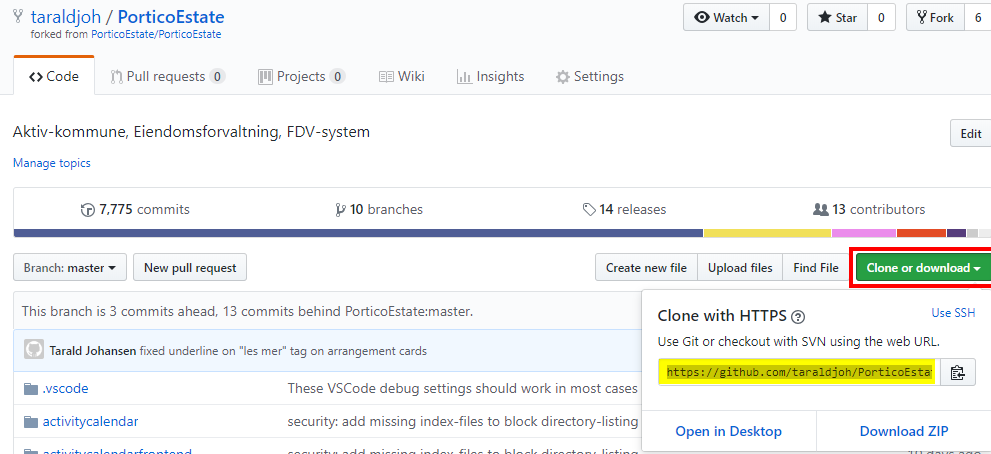 taraldjoh / PorticoEstate
forked from PorticoEstate/PorticoEstate
Watch 0 Star 0 Fork 6
Code Pull requests 0 Projects 0 Wiki Insights Settings
Aktiv-kommune, Eiendomsforvaltning, FDV-system
Edit
Manage topics
7,775 commits 10 branches 14 releases 13 contributors
Branch: master New pull request Create new file Upload files Find File Clone or download
This branch is 3 commits ahead, 13 commits behind PorticoEstate:master.
Tarald Johansen fixed underline on "les mer" tag on arrangement cards
.vscode These VSCode debug settings should work in most cases
activitycalendar security: add missing index-files to block directory-listing
activitycalendarfrontend security: add missing index-files to block directory-listing 10 days ago
Clone with HTTPS ? Use SSH
Use Git or checkout with SVN using the web URL.
https://github.com/taraldjoh/PorticoEsta
Open in Desktop Download ZIP